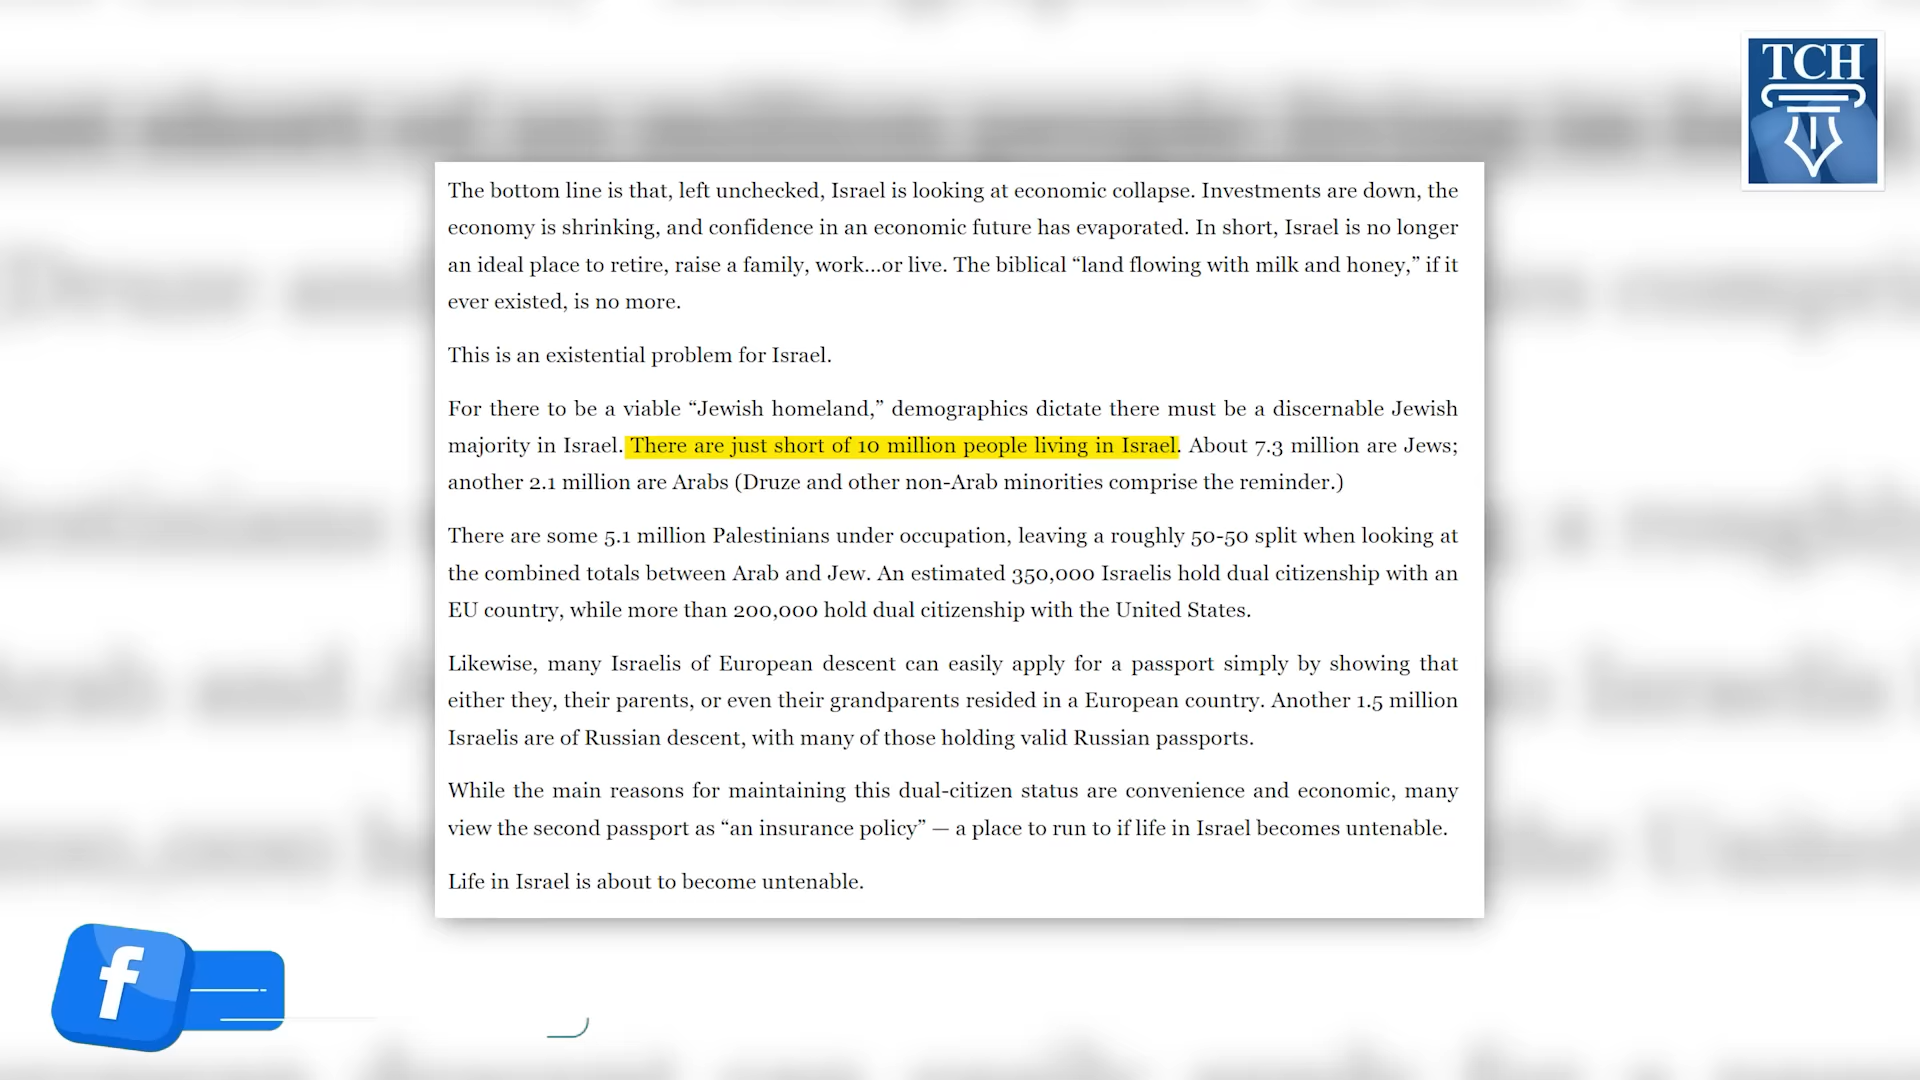 TCH
The bottom line is that, left unchecked, Israel is looking at economic collapse. Investments are down, the
economy is shrinking, and confidence in an economic future has evaporated. In short, Israel is no longer
an ideal place to retire, raise a family, work…or live. The biblical “land flowing with milk and honey,” if it
ever existed, is no more.
This is an existential problem for Israel.
For there to be a viable “Jewish homeland,” demographics dictate there must be a discernable Jewish
majority in Israel. There are just short of 10 million people living in Israel. About 7.3 million are Jews;
another 2.1 million are Arabs (Druze and other non-Arab minorities comprise the reminder.)
There are some 5.1 million Palestinians under occupation, leaving a roughly 50-50 split when looking at
the combined totals between Arab and Jew. An estimated 350,000 Israelis hold dual citizenship with an
EU country, while more than 200,000 hold dual citizenship with the United States.
Likewise, many Israelis of European descent can easily apply for a passport simply by showing that
either they, their parents, or even their grandparents resided in a European country. Another 1.5 million
Israelis are of Russian descent, with many of those holding valid Russian passports.
While the main reasons for maintaining this dual-citizen status are convenience and economic, many
view the second passport as “an insurance policy” — a place to run to if life in Israel becomes untenable.
Life in Israel is about to become untenable.
f